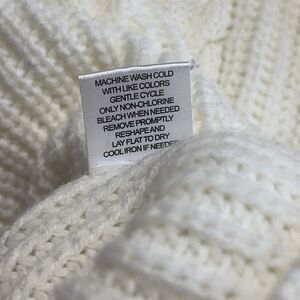 MACHINE WASH COLD
WITH LIKE COLORS
GENTLE CYCLE
ONLY NON-CHLORINE
BLEACH WHEN NEEDED
REMOVE PROMPTLY
RESHAPE AND
LAY FLAT TO DRY
COOL IRON IF NEEDED